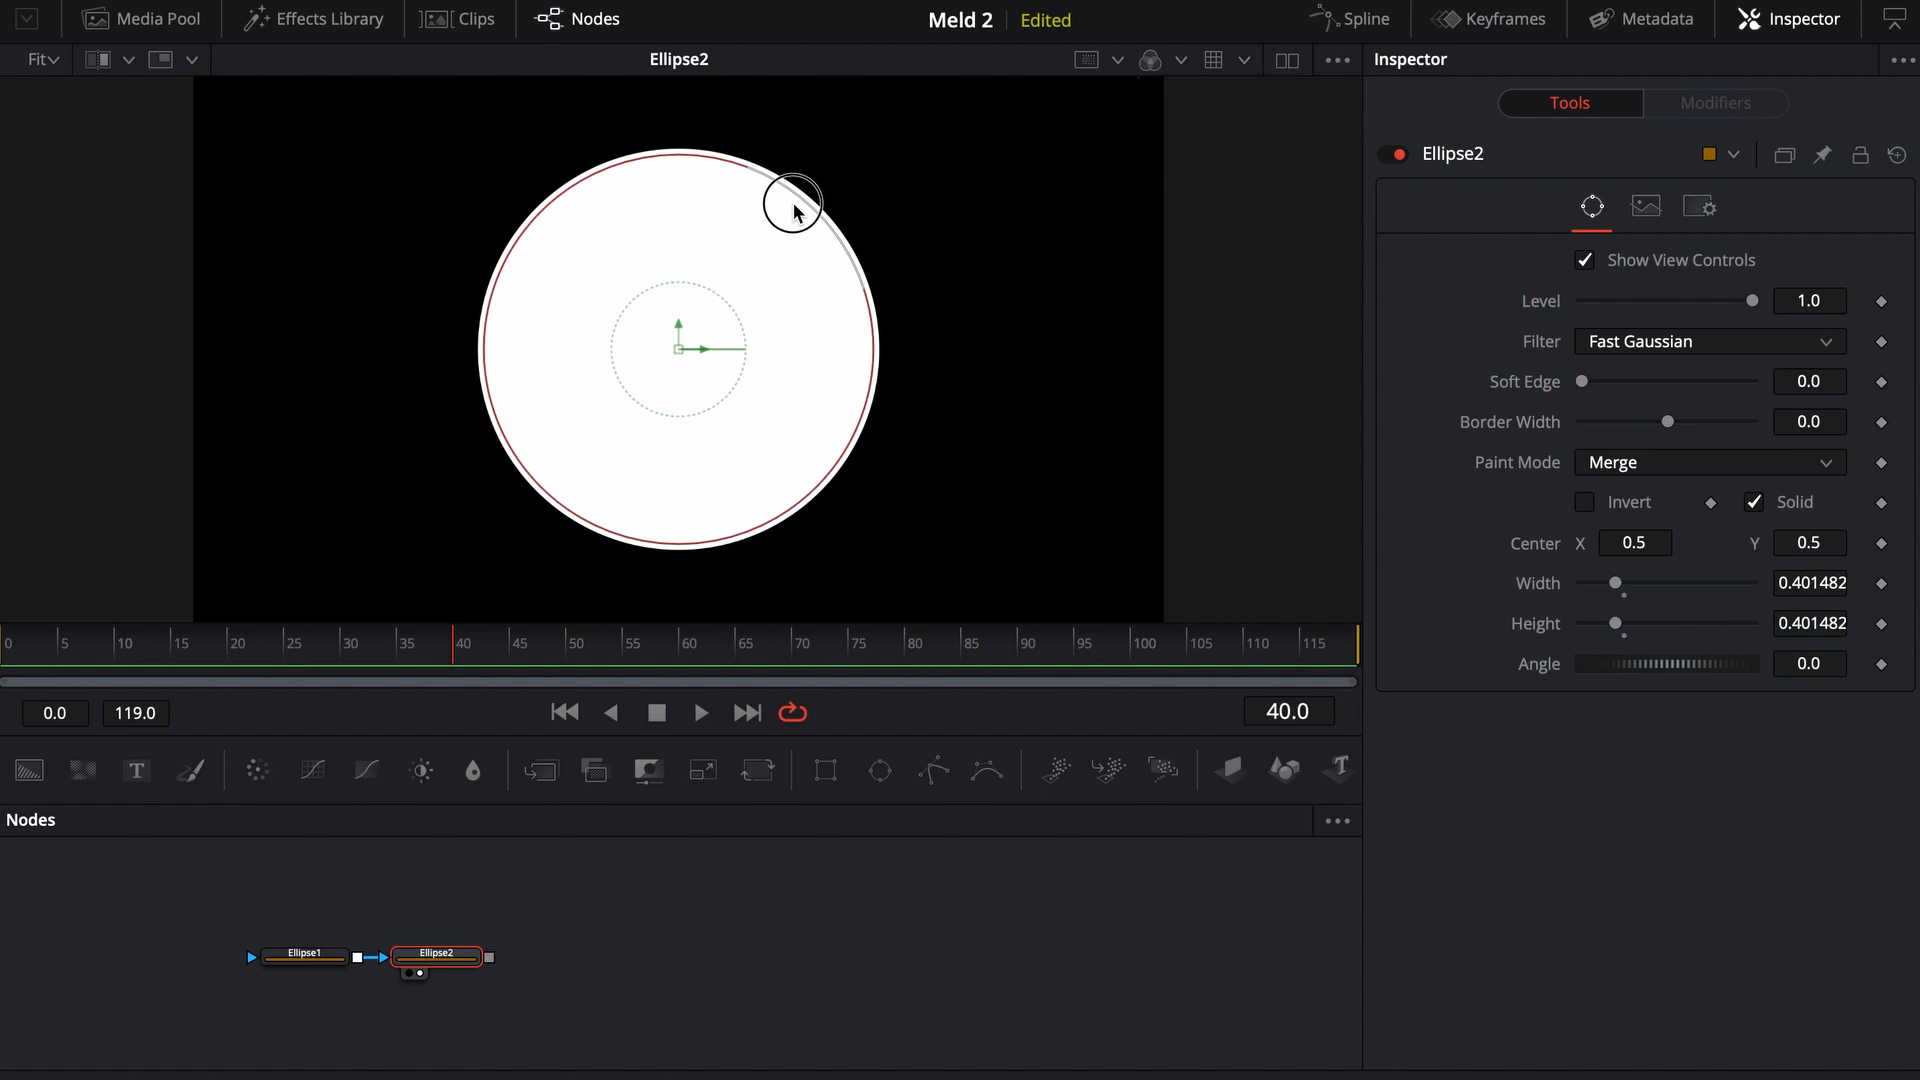 Media Pool
Effects Library
Clips
Nodes
Meld 2
Edited
Spline
Keyframes
Metadata
Inspector
Fit
Ellipse2
Inspector
Tools
Modifiers
Ellipse2
Show View Controls
Level 1.0
Filter Fast Gaussian
Soft Edge 0.0
Border Width 0.0
Paint Mode Merge
Invert Solid
Center X 0.5 Y 0.5
Width 0.401482
Height 0.401482
Angle 0.0
0 5 10 15 20 25 30 35 40 45 50 55 60 65 70 75 80 85 90 95 100 105 110 115
0.0 119.0 40.0
Nodes
Ellipse1 Ellipse2